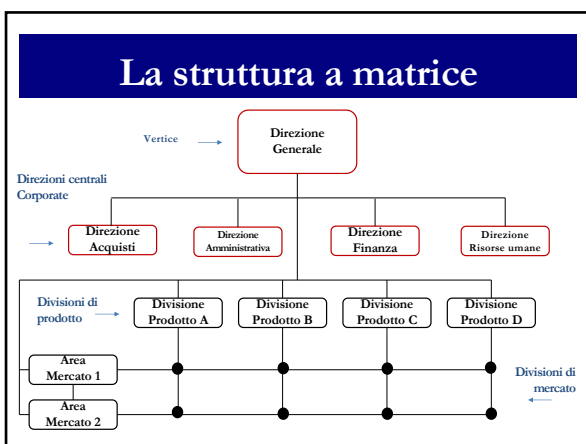 La struttura a matrice
Direzione
Generale
Vertice
Direzioni centrali
Corporate
Direzione
Acquisti
Direzione
Amministrativa
Direzione
Finanza
Direzione
Risorse umane
Divisioni di
prodotto
Divisione
Prodotto A
Divisione
Prodotto B
Divisione
Prodotto C
Divisione
Prodotto D
Area
Mercato 1
Divisioni di
mercato
Area
Mercato 2